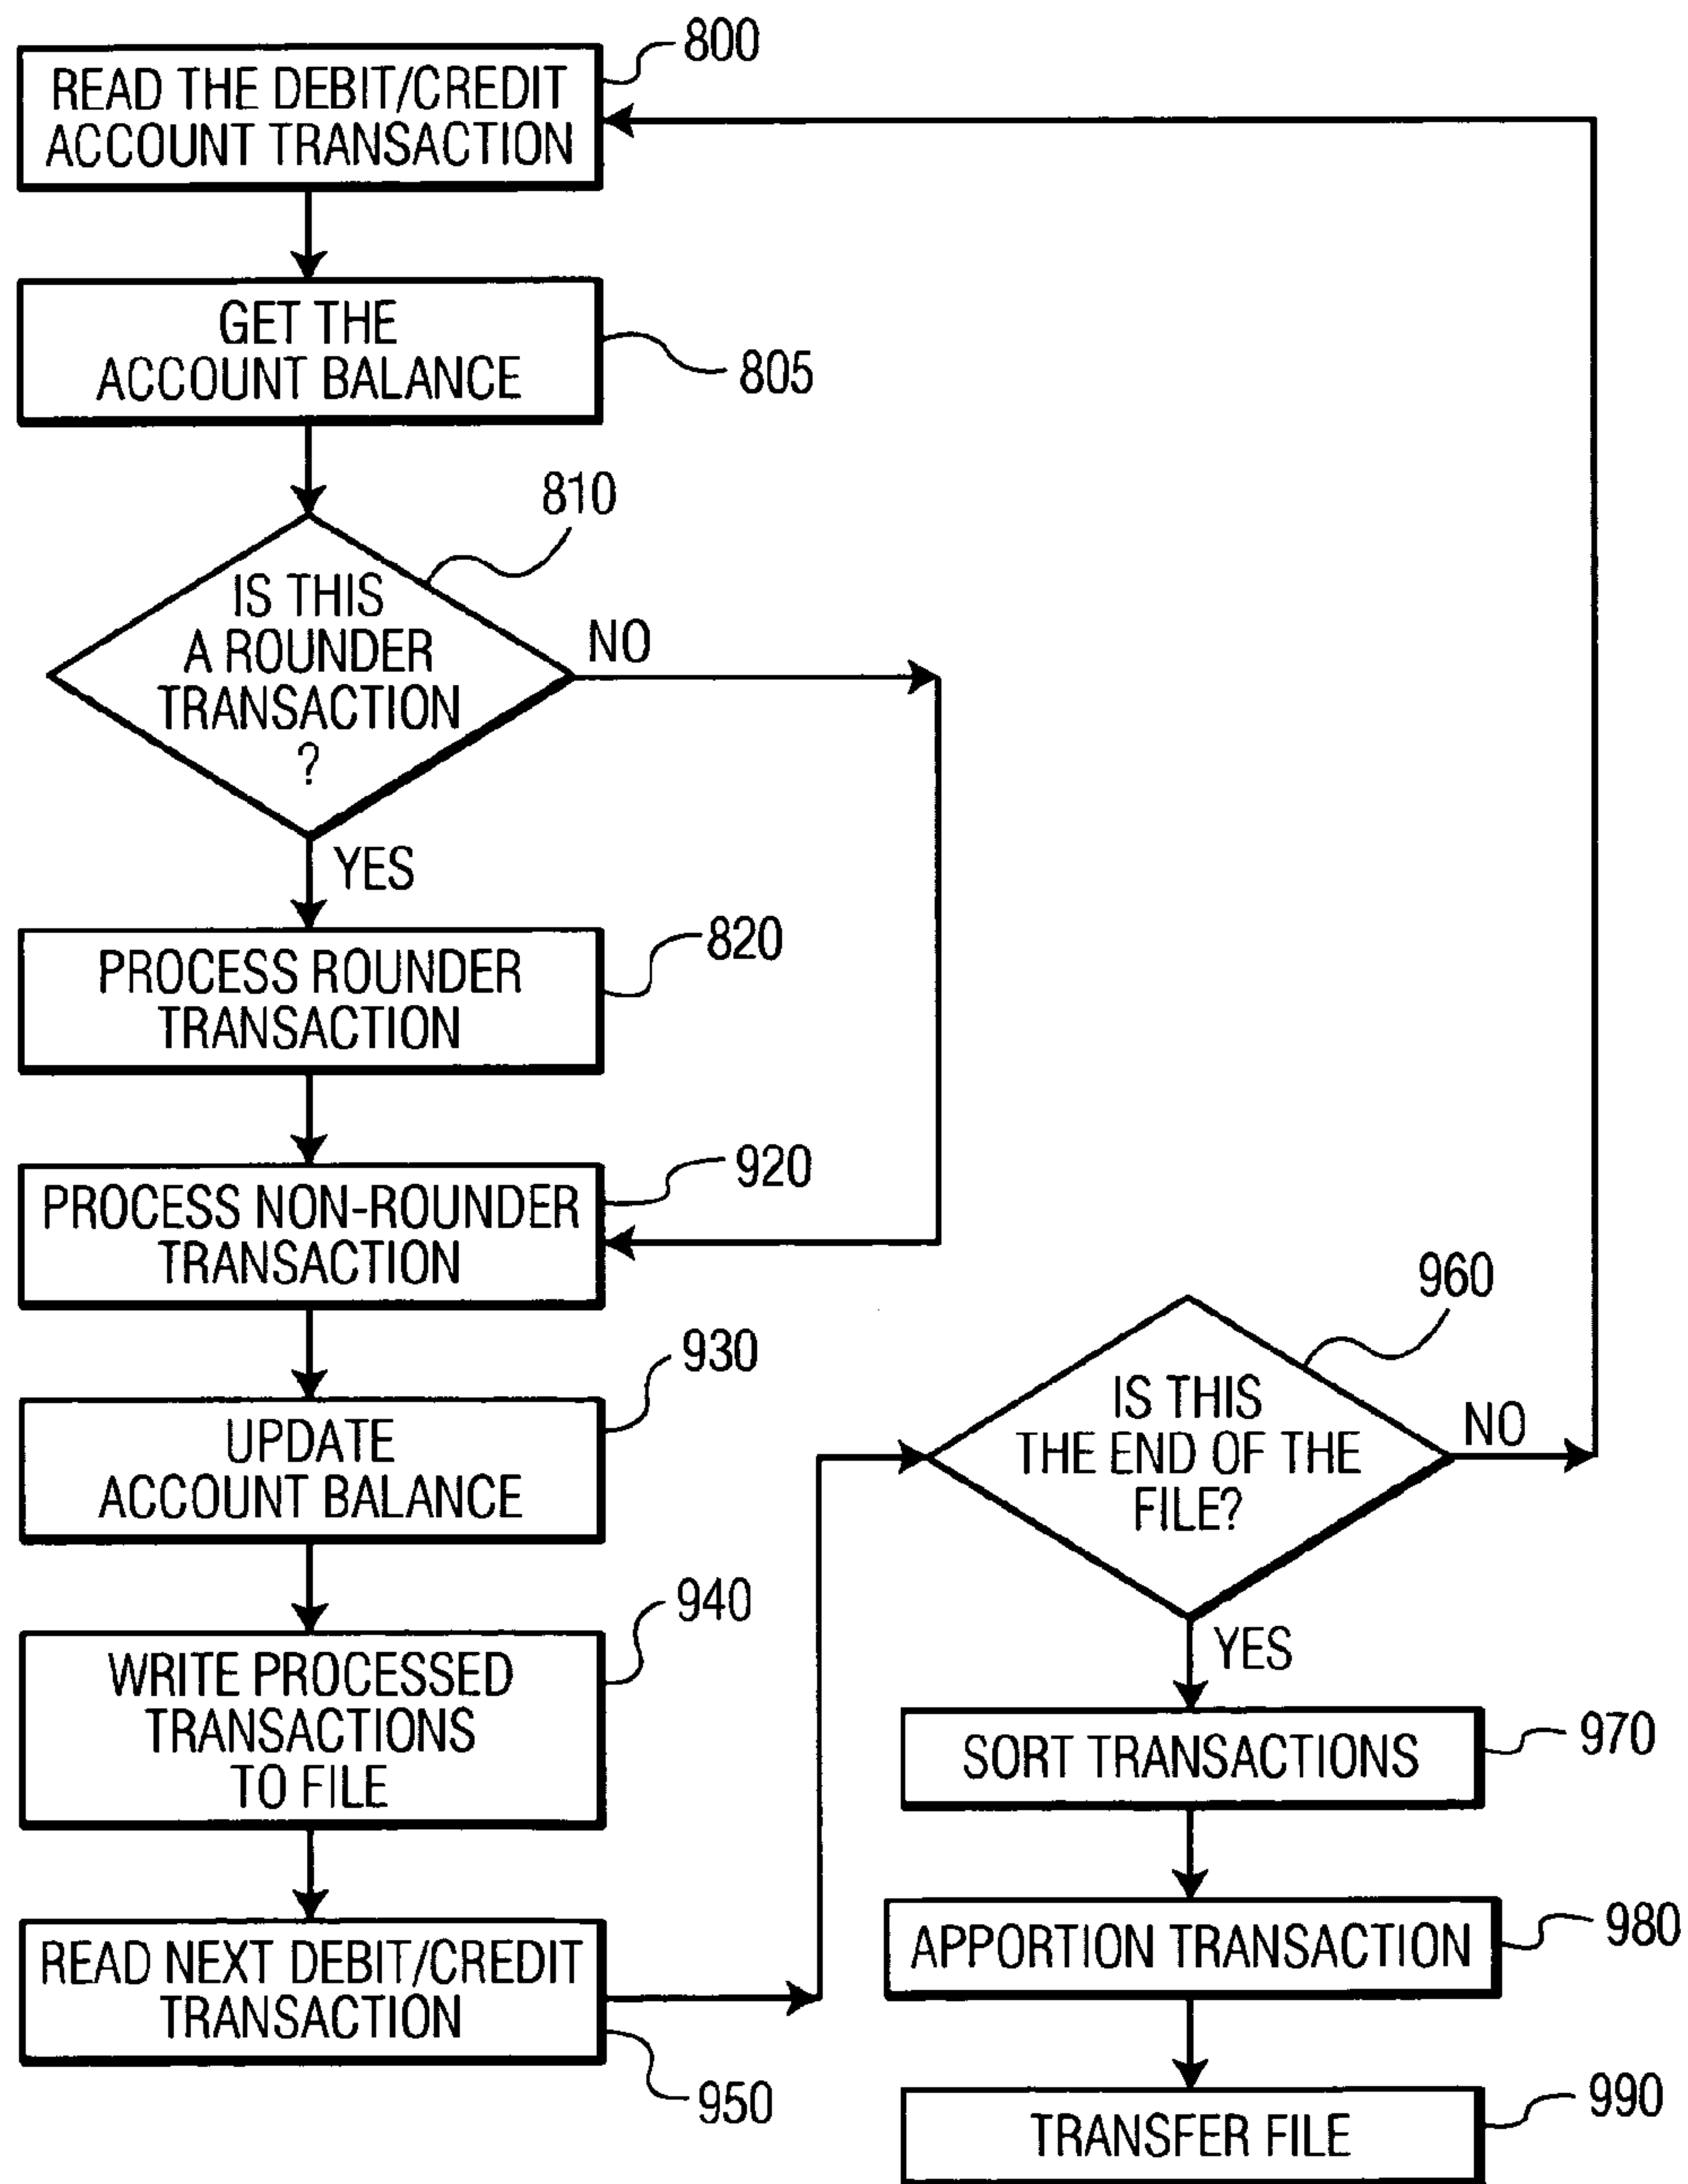 800
READ THE DEBIT/CREDIT
ACCOUNT TRANSACTION
GET THE
ACCOUNT BALANCE
805
810
IS THIS
A ROUNDER
TRANSACTION
?
NO
YES
PROCESS ROUNDER
TRANSACTION
820
PROCESS NON-ROUNDER
TRANSACTION
920
UPDATE
ACCOUNT BALANCE
930
WRITE PROCESSED
TRANSACTIONS
TO FILE
940
READ NEXT DEBIT/CREDIT
TRANSACTION
950
960
IS THIS
THE END OF THE
FILE?
NO
YES
SORT TRANSACTIONS
970
APPORTION TRANSACTION
980
TRANSFER FILE
990